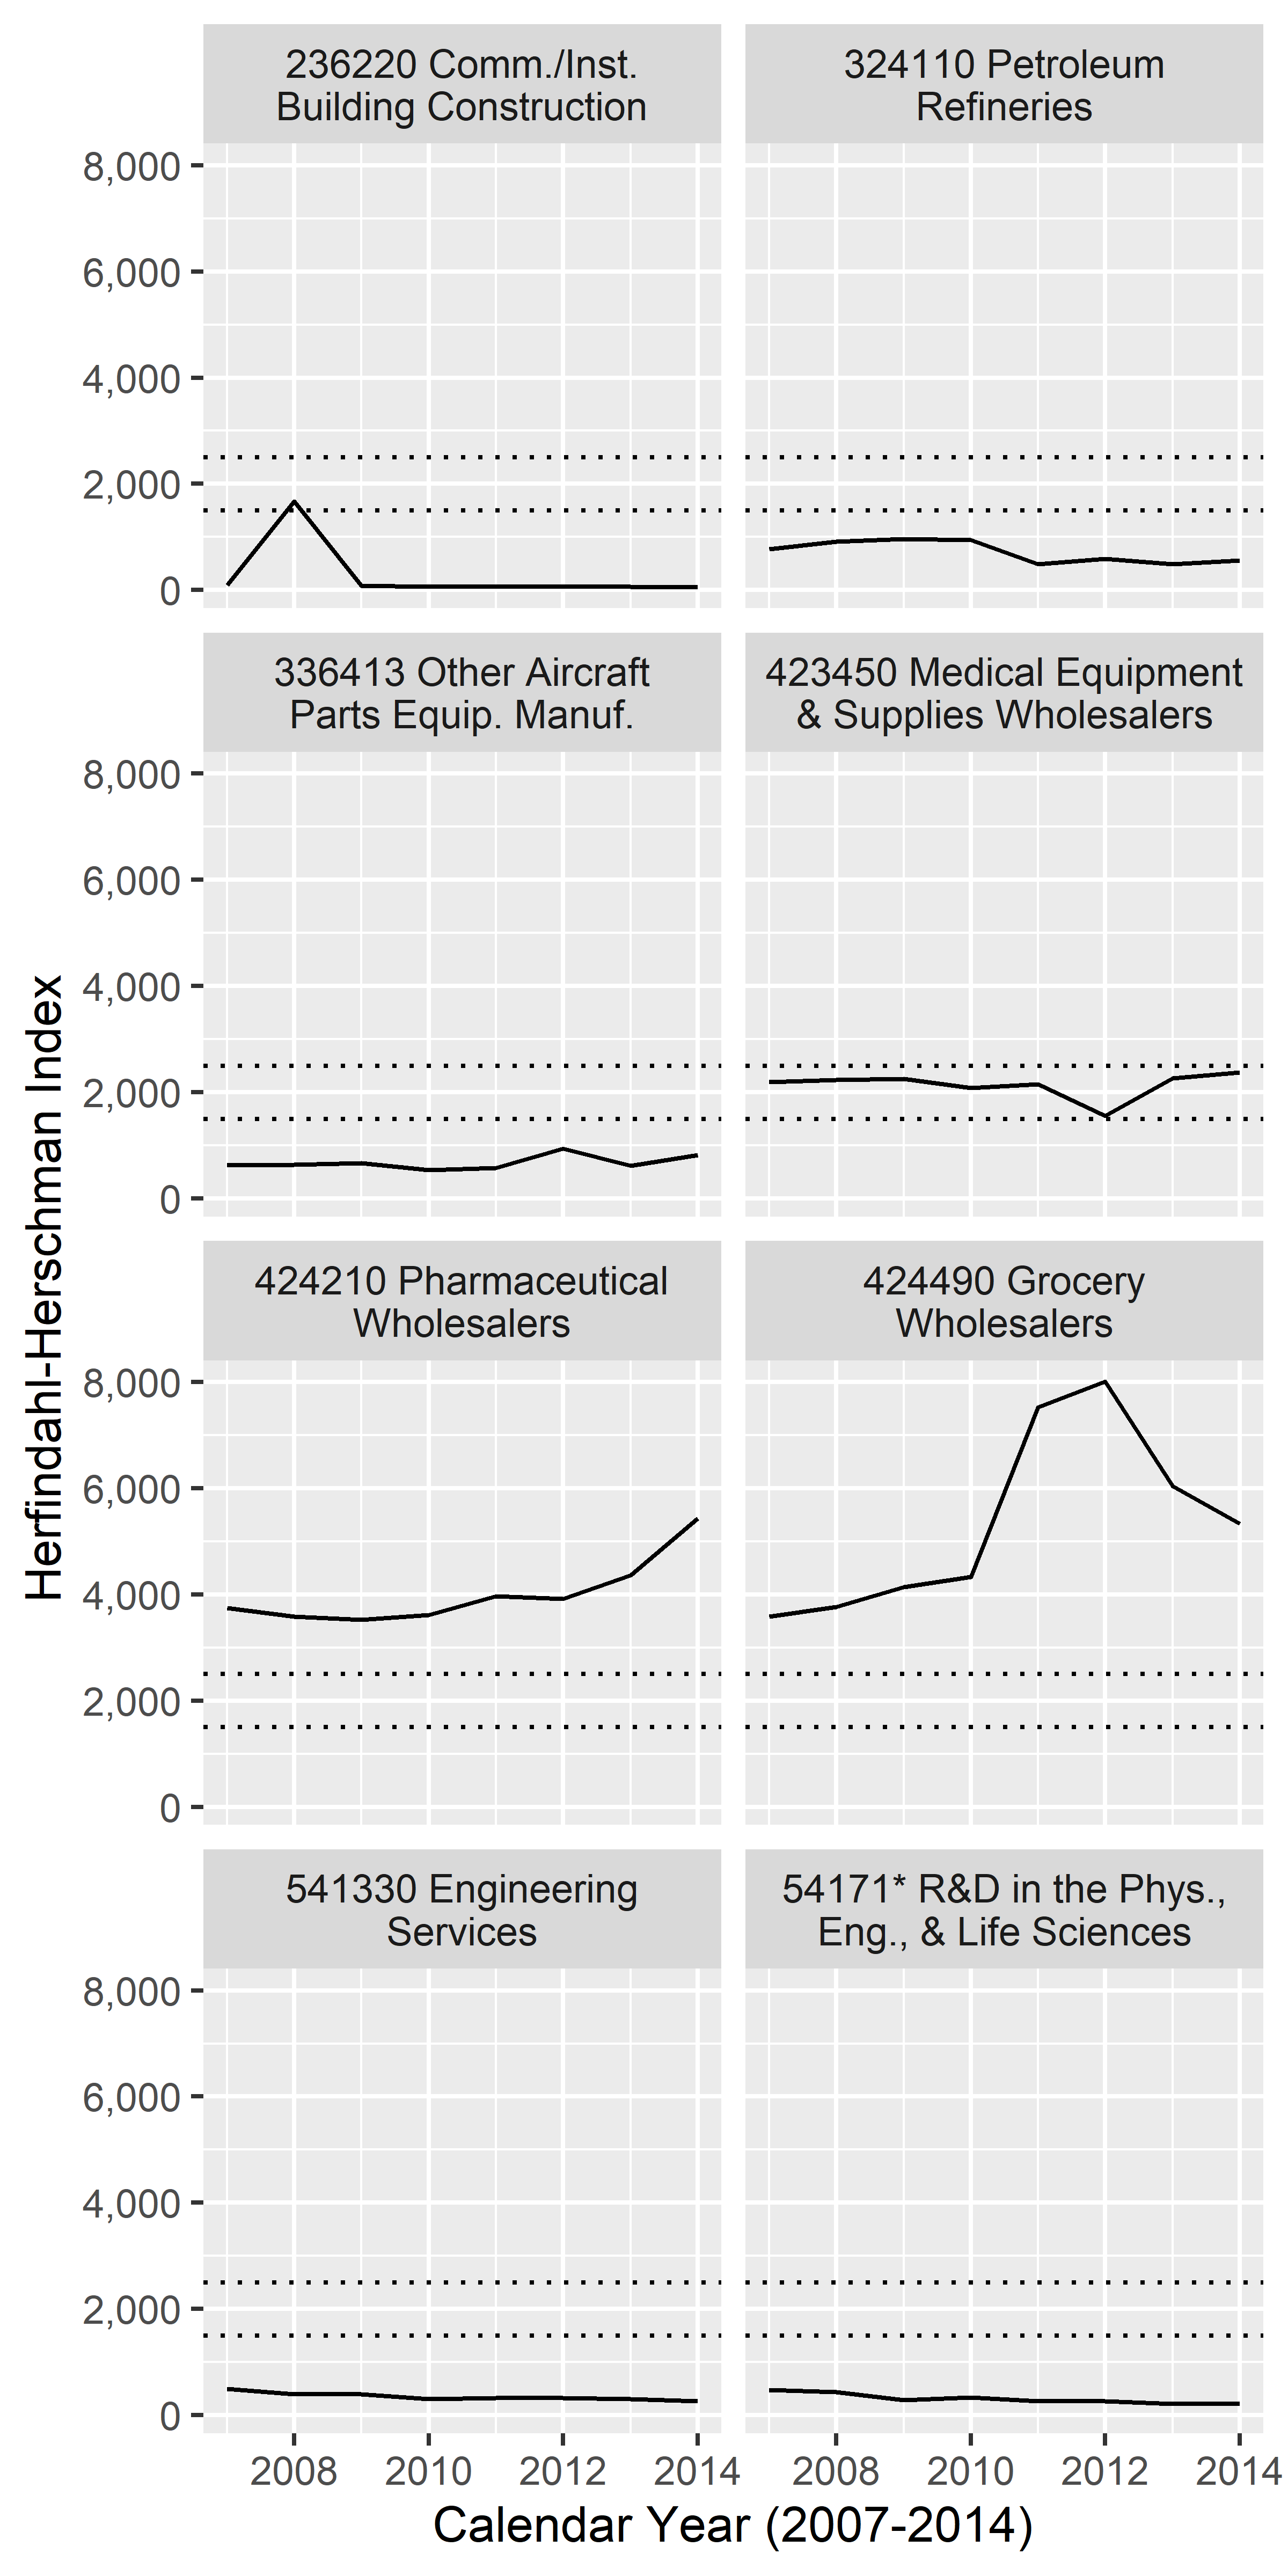 Herfindahl-Herschman Index
236220 Comm./Inst.
Building Construction
324110 Petroleum
Refineries
8,000
6,000
4,000
2,000
0
336413 Other Aircraft
Parts Equip. Manuf.
423450 Medical Equipment
& Supplies Wholesalers
8,000
6,000
4,000
2,000
0
424210 Pharmaceutical
Wholesalers
424490 Grocery
Wholesalers
8,000
6,000
4,000
2,000
0
541330 Engineering
Services
54171* R&D in the Phys.,
Eng., & Life Sciences
8,000
6,000
4,000
2,000
0
2008 2010 2012 2014 2008 2010 2012 2014
Calendar Year (2007-2014)